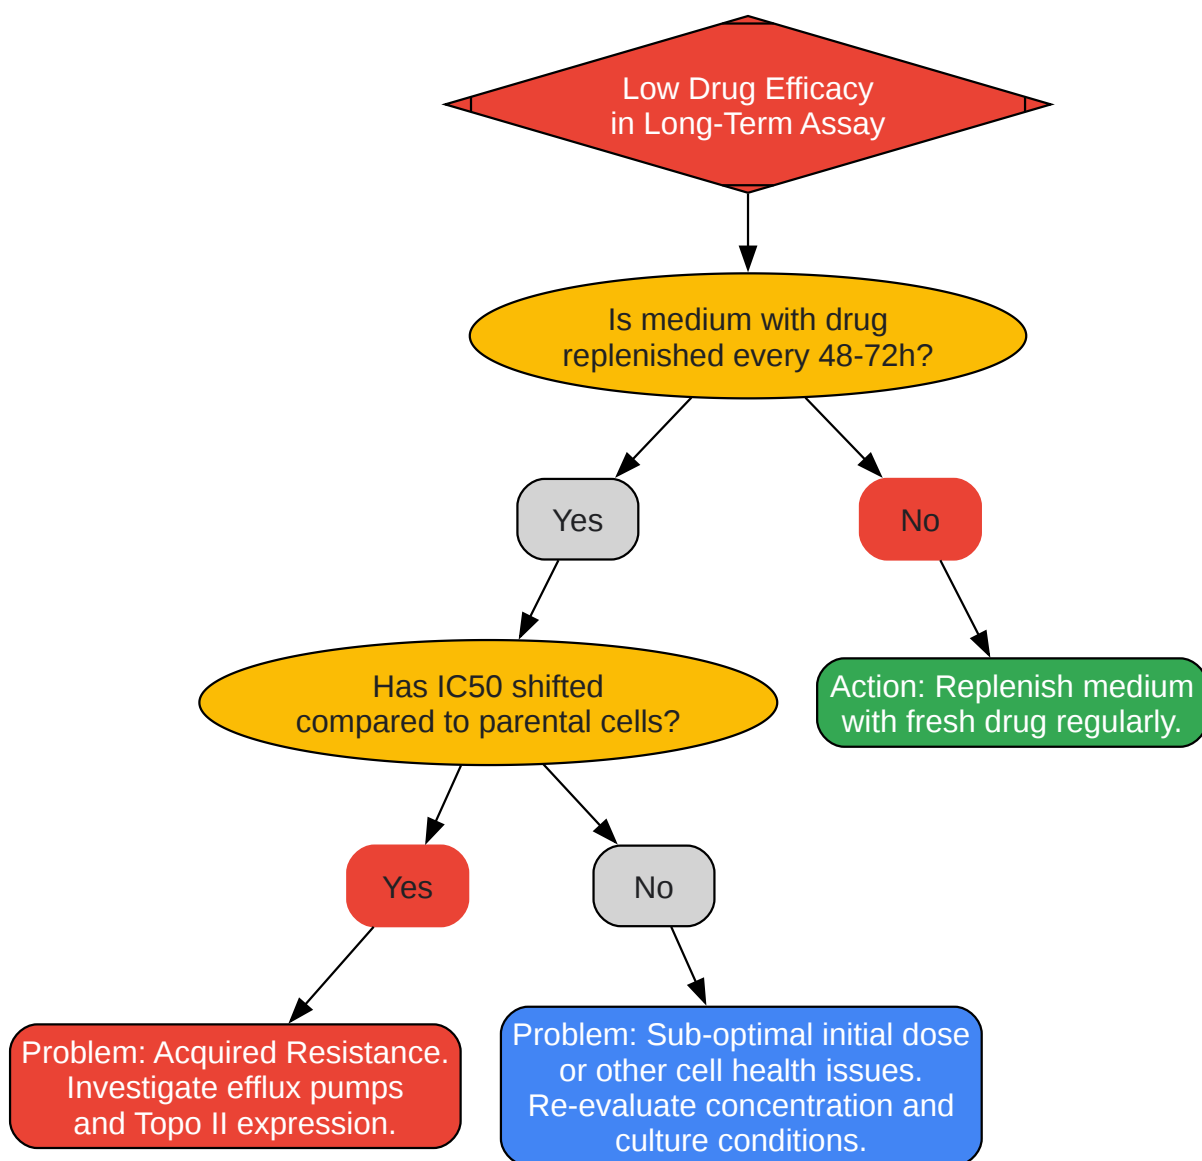 Low Drug Efficacy
in Long-Term Assay
Is medium with drug
replenished every 48-72h?
Yes
No
Has IC50 shifted
compared to parental cells?
Action: Replenish medium
with fresh drug regularly.
Yes
No
Problem: Acquired Resistance.
Investigate efflux pumps
and Topo II expression.
Problem: Sub-optimal initial dose
or other cell health issues.
Re-evaluate concentration and
culture conditions.